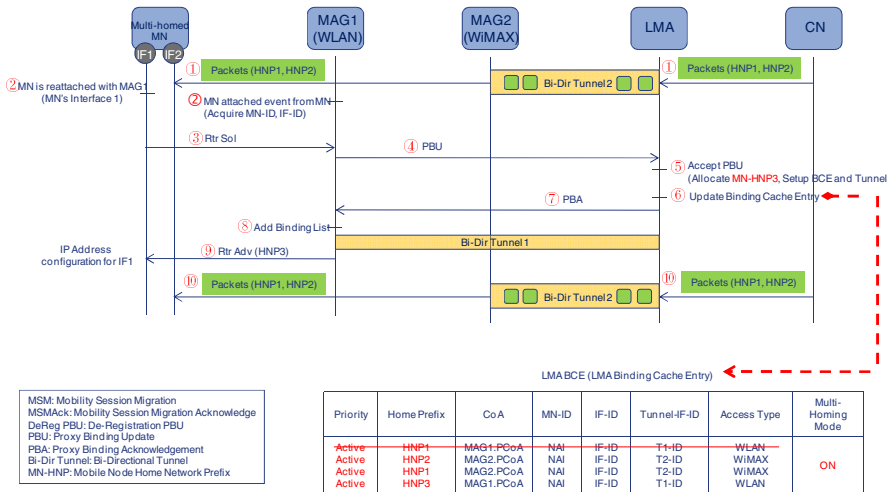 Multi-homed
MN
MAG1
(WLAN)
MAG2
(WiMAX)
LMA
CN
IF1
IF2
① Packets (HNP1, HNP2)
Bi-Dir Tunnel2
① Packets (HNP1, HNP2)
② MN is reattached with MAG1
(MN's Interface 1)
② MN attached event from MN
(Acquire MN-ID, IF-ID)
③ Rtr Sol
④ PBU
⑤ Accept PBU
(Allocate MN-HNP3, Setup BCE and Tunnel
⑥ Update Binding Cache Entry
⑦ PBA
⑧ Add Binding List
Bi-Dir Tunnel1
IP Address
configuration for IF1
⑨ Rtr Adv (HNP3)
⑩ Packets (HNP1, HNP2)
Bi-Dir Tunnel2
⑩ Packets (HNP1, HNP2)
LMA BCE (LMA Binding Cache Entry)
MSM: Mobility Session Migration
MSMAck: Mobility Session Migration Acknowledge
DeReg PBU: De-Registration PBU
PBU: Proxy Binding Update
PBA: Proxy Binding Acknowledgement
Bi-Dir Tunnel: Bi-Directional Tunnel
MN-HNP: Mobile Node Home Network Prefix
Priority Home Prefix CoA MN-ID IF-ID Tunnel-IF-ID Access Type Multi-Homing Mode
Active HNP1 MAG1.PCoA NAI IF-ID T1-ID WLAN
Active HNP2 MAG2.PCoA NAI IF-ID T2-ID WiMAX
Active HNP1 MAG2.PCoA NAI IF-ID T2-ID WiMAX
Active HNP3 MAG1.PCoA NAI IF-ID T1-ID WLAN
ON